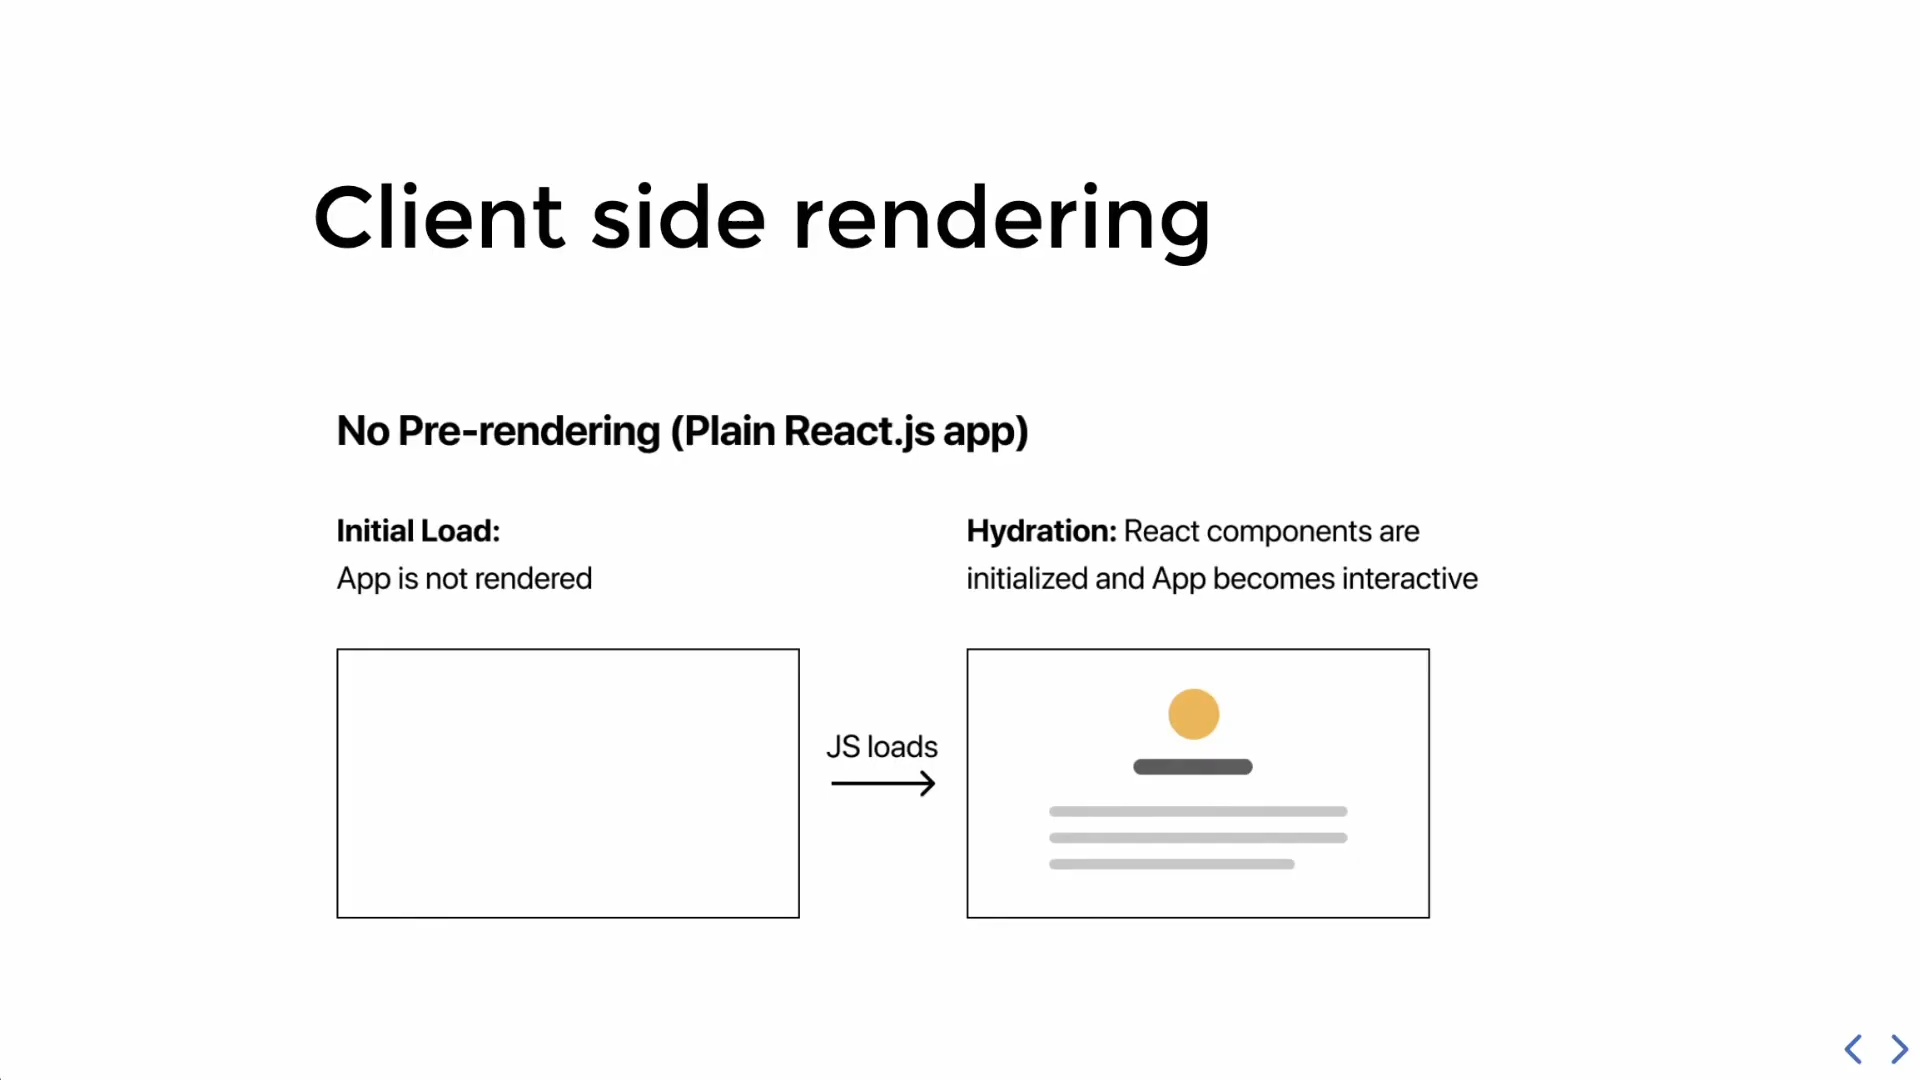 Client side rendering
No Pre-rendering (Plain React.js app)
Initial Load:
App is not rendered
Hydration: React components are
initialized and App becomes interactive
JS loads